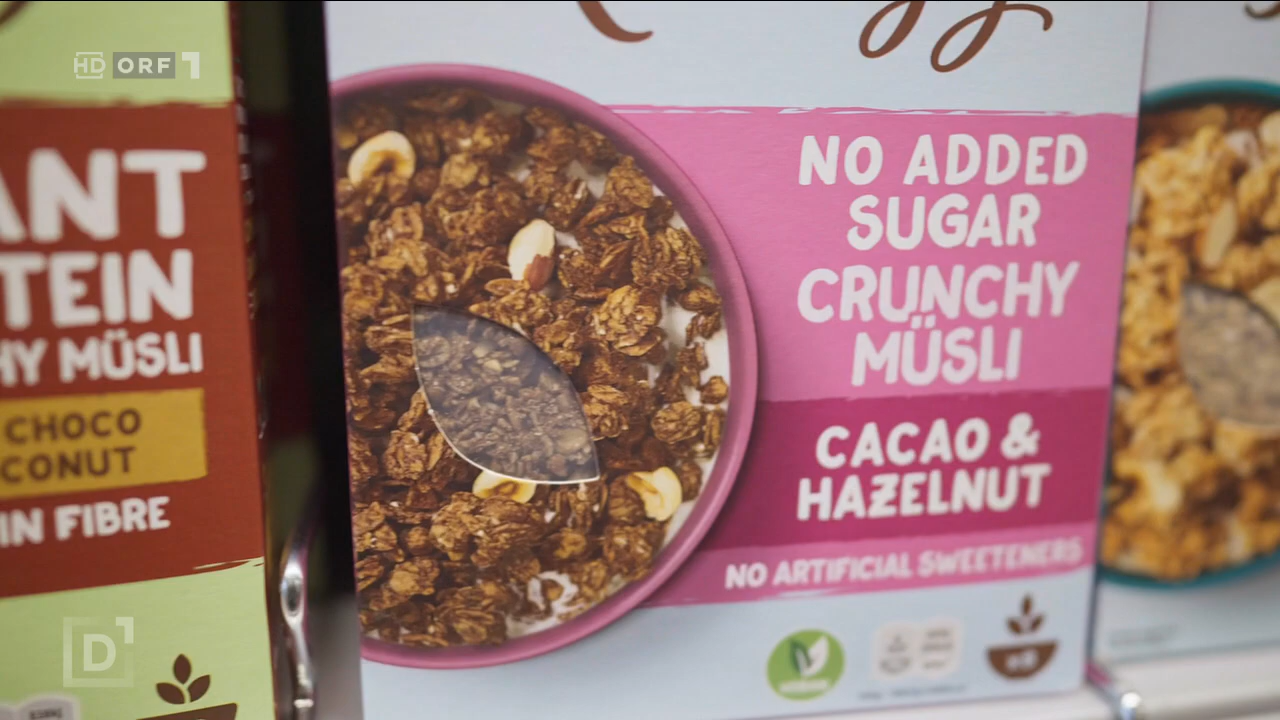 HD ORF 1
ANT
TEIN
HY MÜSLI
CHOCO
CONUT
IN FIBRE
NO ADDED
SUGAR
CRUNCHY
MÜSLI
CACAO &
HAZELNUT
NO ARTIFICIAL SWEETENERS
D1